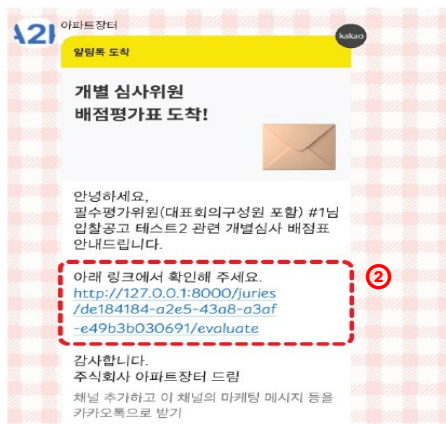 아파트장터
kakao
알림톡 도착
개별 심사위원
배점평가표 도착!
안녕하세요,
필수평가위원(대표회의구성원 포함) #1님
입찰공고 테스트2 관련 개별심사 배점표
안내드립니다.
아래 링크에서 확인해 주세요.
②
http://127.0.0.1:8000/juries
/de184184-a2e5-43a8-a3af
-e49b3b030691/evaluate
감사합니다.
주식회사 아파트장터 드림
채널 추가하고 이 채널의 마케팅 메시지 등을
카카오톡으로 받기